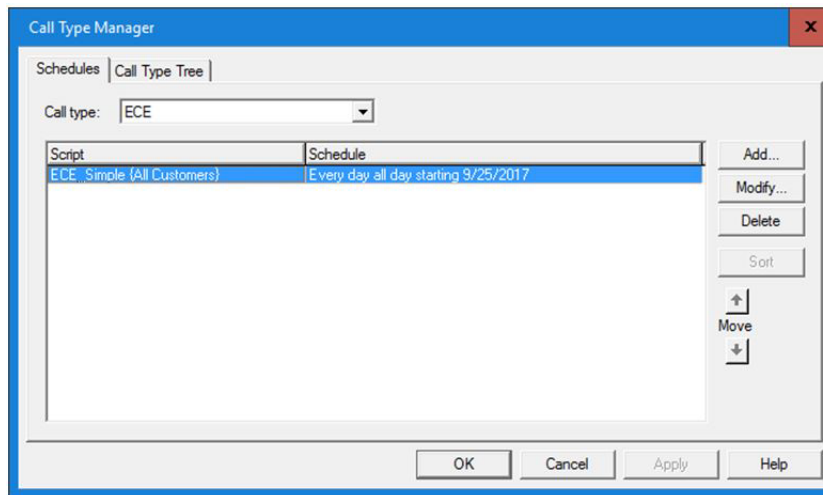 Call Type Manager
x
Schedules Call Type Tree
Call type: ECE
Script Schedule
ECE_Simple {All Customers} Every day all day starting 9/25/2017
Add...
Modify...
Delete
Sort
Move
OK Cancel Apply Help